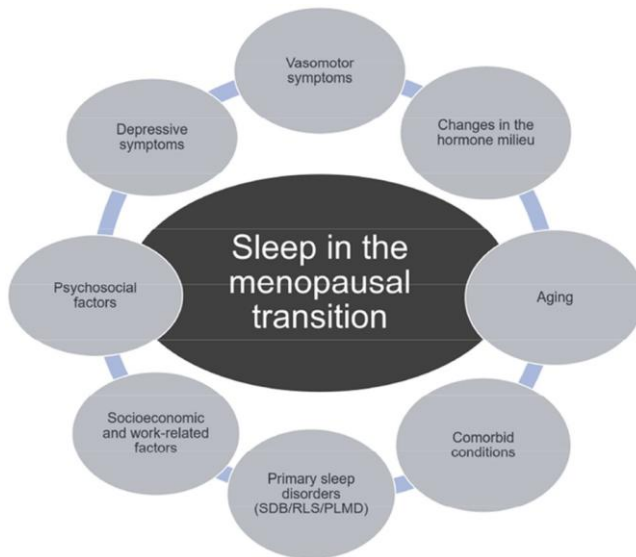 Vasomotor
symptoms
Changes in the
hormone milieu
Aging
Comorbid
conditions
Primary sleep
disorders
(SDB/RLS/PLMD)
Socioeconomic
and work-related
factors
Psychosocial
factors
Depressive
symptoms
Sleep in the
menopausal
transition